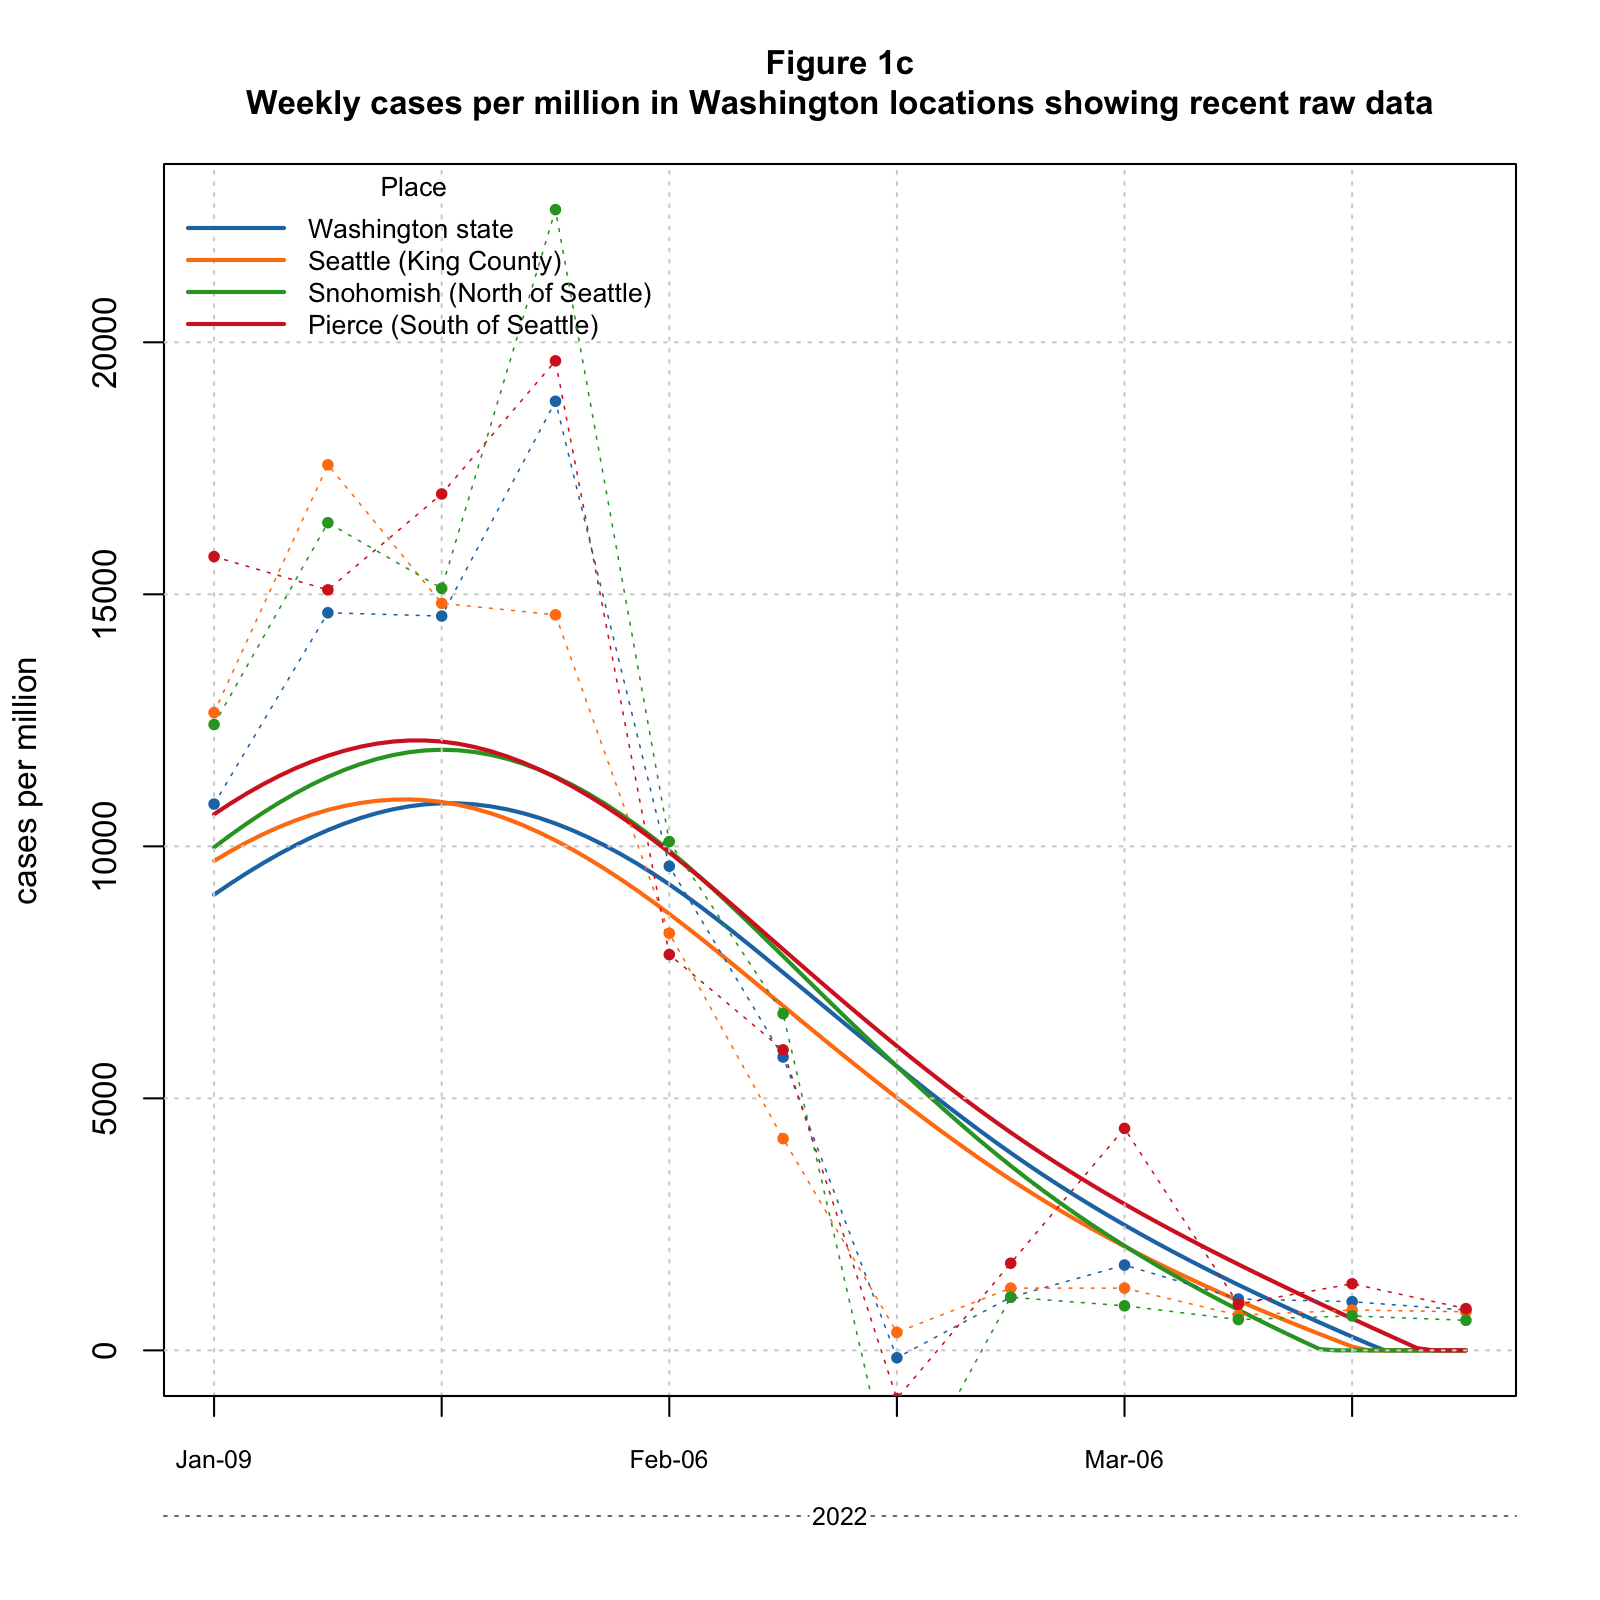 Figure 1c
Weekly cases per million in Washington locations showing recent raw data
Place
Washington state
Seattle (King County)
Snohomish (North of Seattle)
Pierce (South of Seattle)
cases per million
20000
15000
10000
5000
0
Jan-09
Feb-06
Mar-06
2022